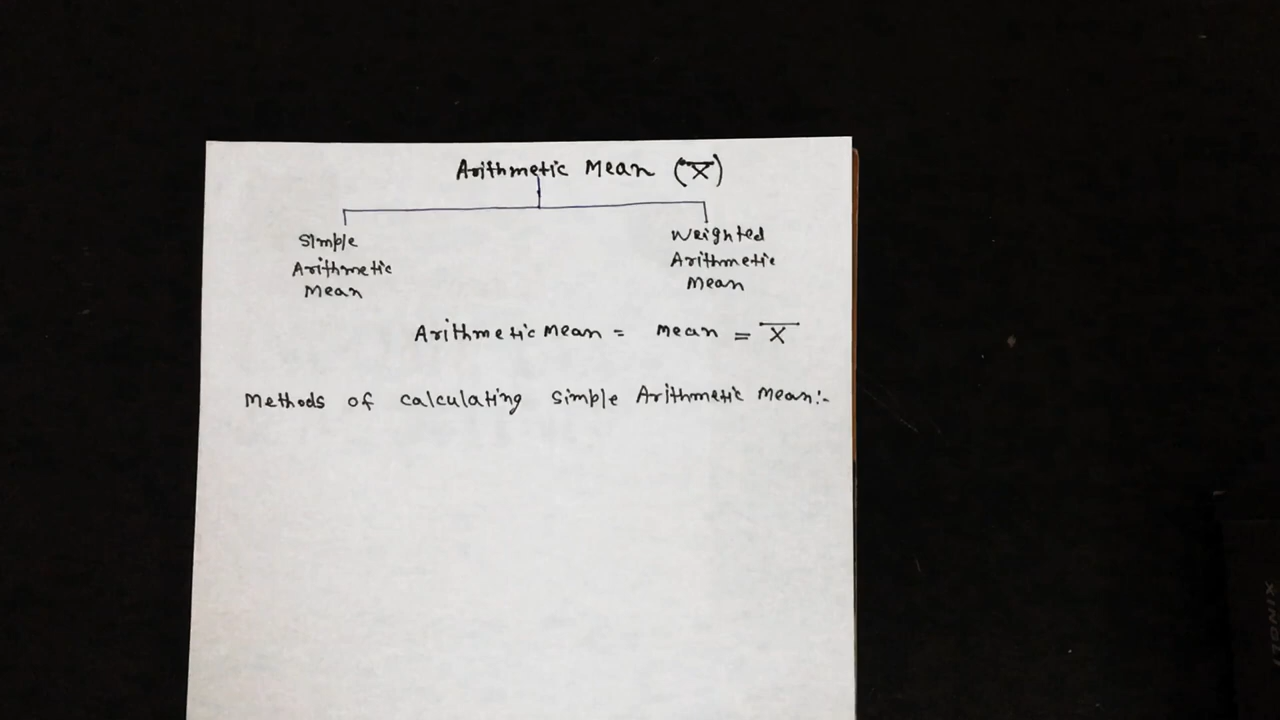 Arithmetic Mean (X̅)
Simple
Arithmetic
Mean
Weighted
Arithmetic
Mean
Arithmetic Mean = Mean = X̅
Methods of calculating Simple Arithmetic Mean:-